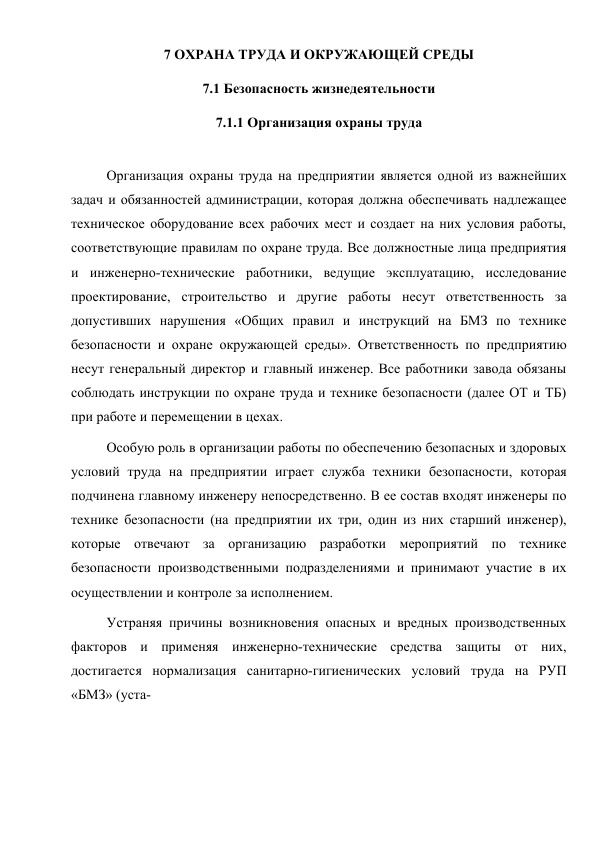 7 ОХРАНА ТРУДА И ОКРУЖАЮЩЕЙ СРЕДЫ
7.1 Безопасность жизнедеятельности
7.1.1 Организация охраны труда
Организация охраны труда на предприятии является одной из важнейших
задач и обязанностей администрации, которая должна обеспечивать надлежащее
техническое оборудование всех рабочих мест и создает на них условия работы,
соответствующие правилам по охране труда. Все должностные лица предприятия
и инженерно-технические работники, ведущие эксплуатацию, исследование
проектирование, строительство и другие работы несут ответственность за
допустивших нарушения «Общих правил и инструкций на БМЗ по технике
безопасности и охране окружающей среды». Ответственность по предприятию
несут генеральный директор и главный инженер. Все работники завода обязаны
соблюдать инструкции по охране труда и технике безопасности (далее ОТ и ТБ)
при работе и перемещении в цехах.
Особую роль в организации работы по обеспечению безопасных и здоровых
условий труда на предприятии играет служба техники безопасности, которая
подчинена главному инженеру непосредственно. В ее состав входят инженеры по
технике безопасности (на предприятии их три, один из них старший инженер),
которые отвечают за организацию разработки мероприятий по технике
безопасности производственными подразделениями и принимают участие в их
осуществлении и контроле за исполнением.
Устраняя причины возникновения опасных и вредных производственных
факторов и применяя инженерно-технические средства защиты от них,
достигается нормализация санитарно-гигиенических условий труда на РУП
«БМЗ» (уста-